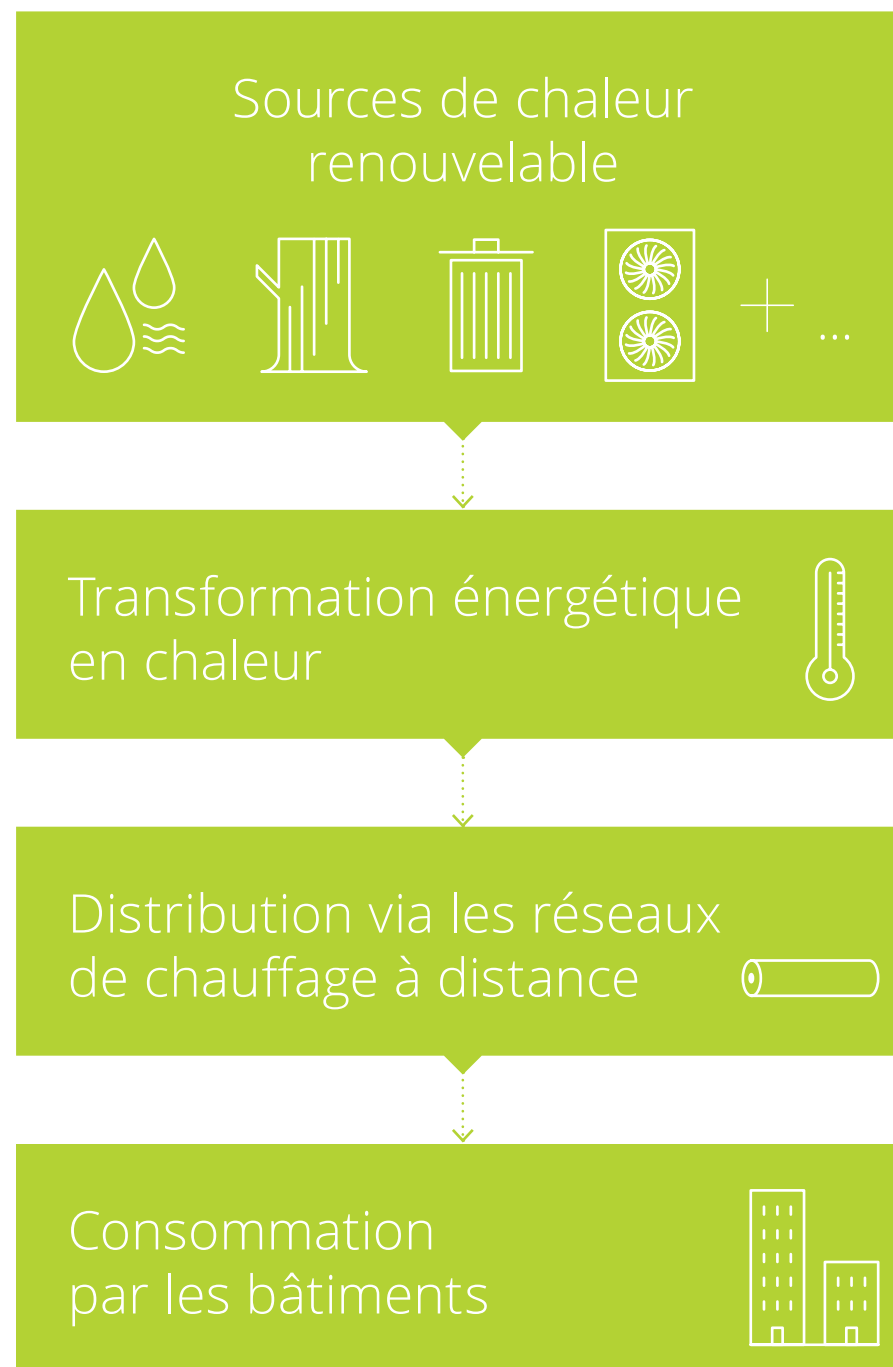 Sources de chaleur
renouvelable
...
Transformation énergétique
en chaleur
Distribution via les réseaux
de chauffage à distance
Consommation
par les bâtiments